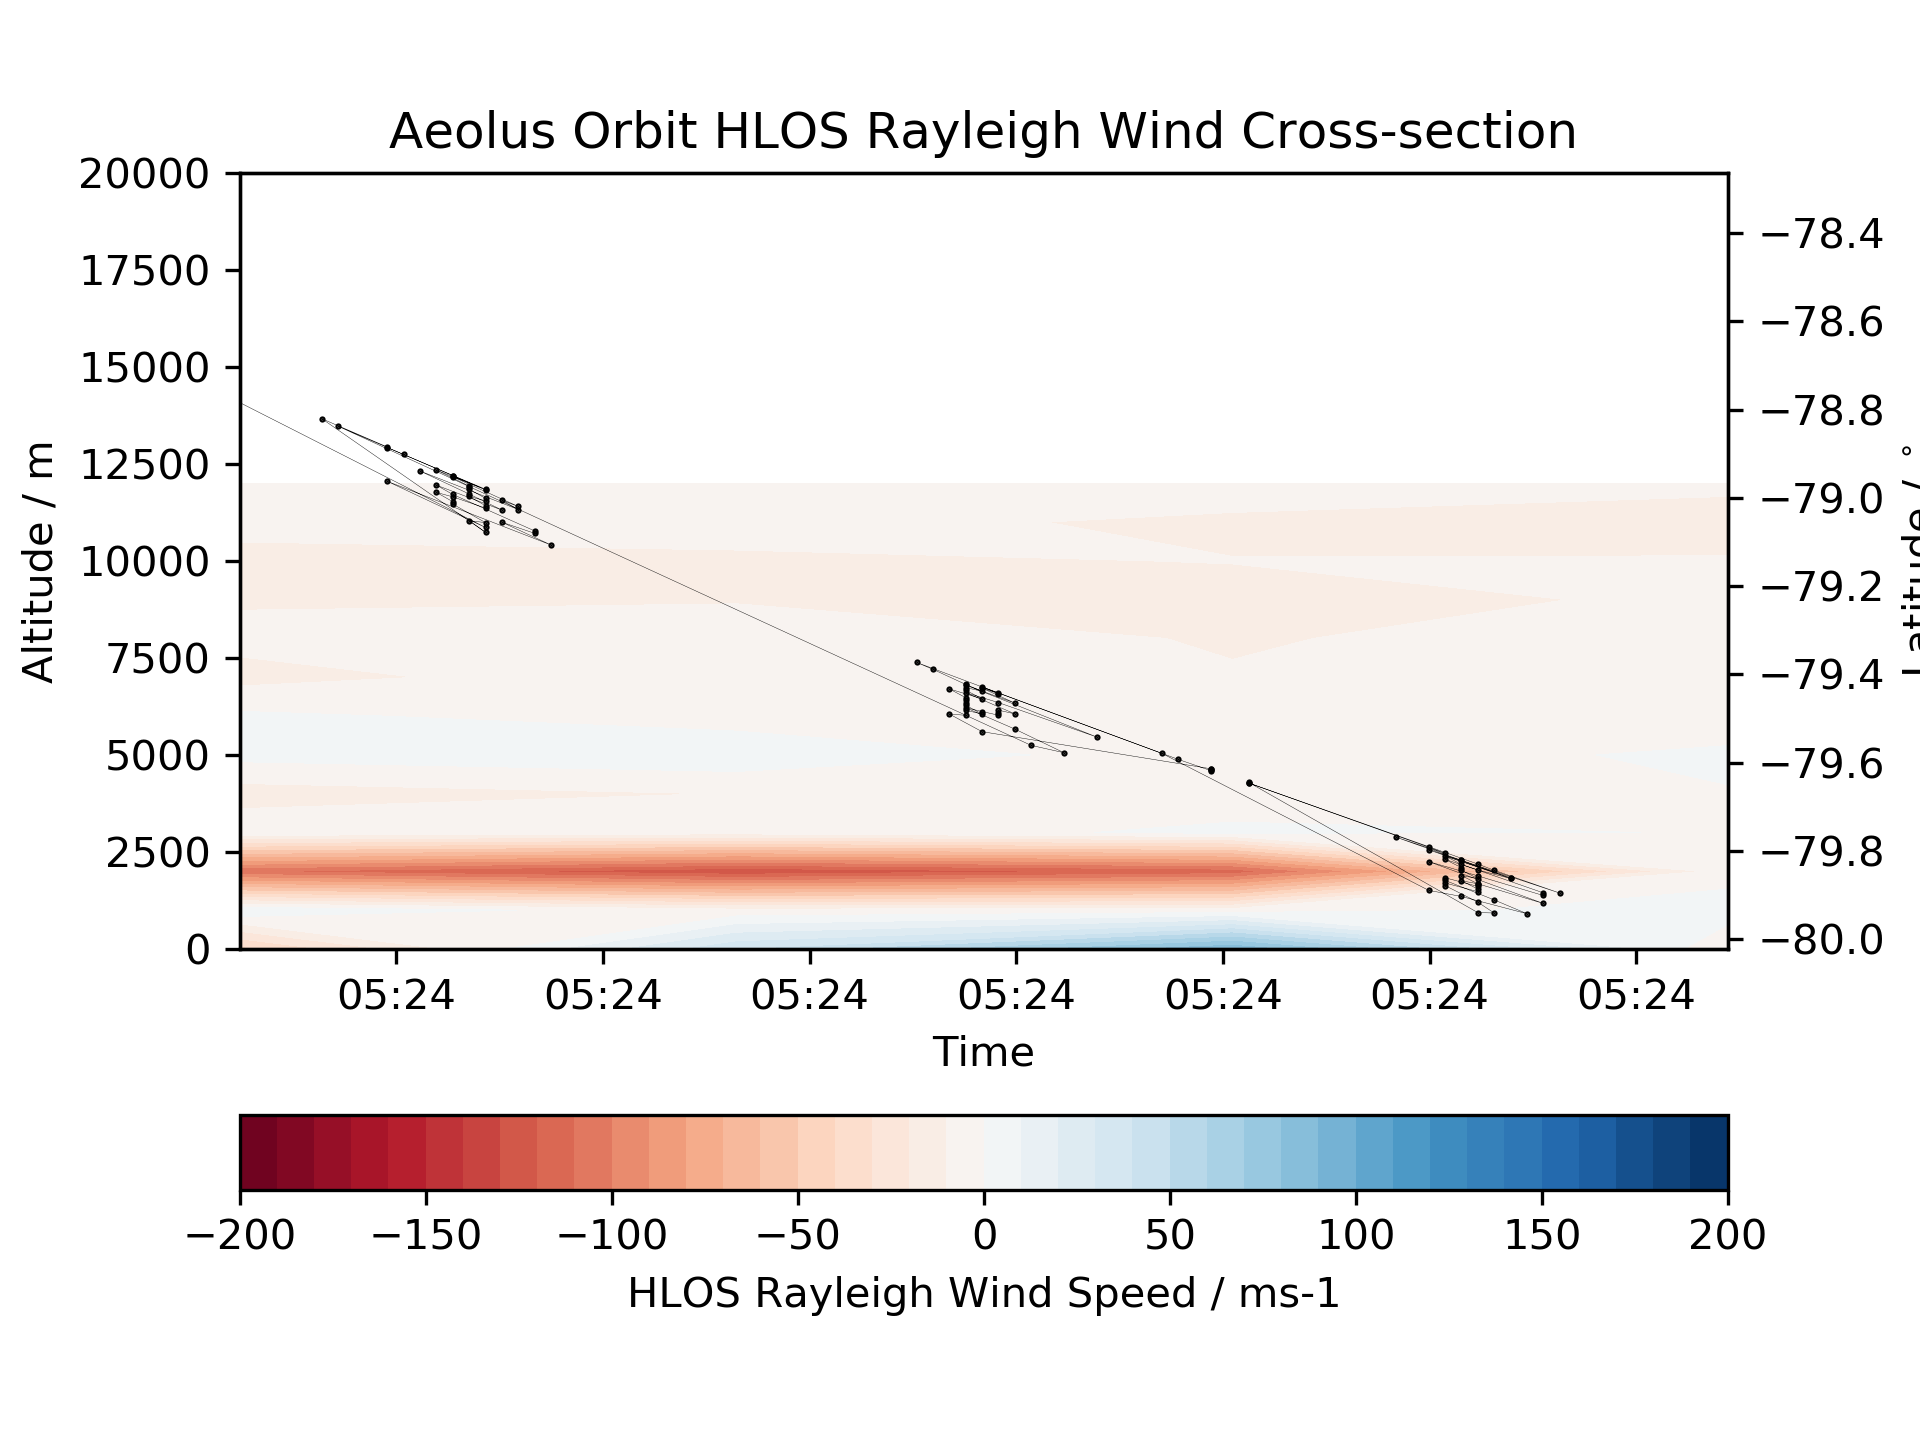 Aeolus Orbit HLOS Rayleigh Wind Cross-section
20000
17500
15000
12500
10000
7500
5000
2500
0
Altitude / m
−78.4
−78.6
−78.8
−79.0
−79.2
−79.4
−79.6
−79.8
−80.0
Latitude / °
05:24 05:24 05:24 05:24 05:24 05:24 05:24
Time
−200 −150 −100 −50 0 50 100 150 200
HLOS Rayleigh Wind Speed / ms-1